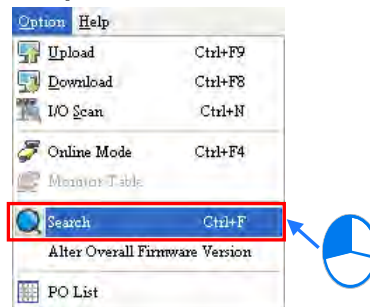 Option Help
Upload Ctrl+F9
Download Ctrl+F8
I/O Scan Ctrl+N
Online Mode Ctrl+F4
Monitor Table
Search Ctrl+F
Alter Overall Firmware Version
PO List